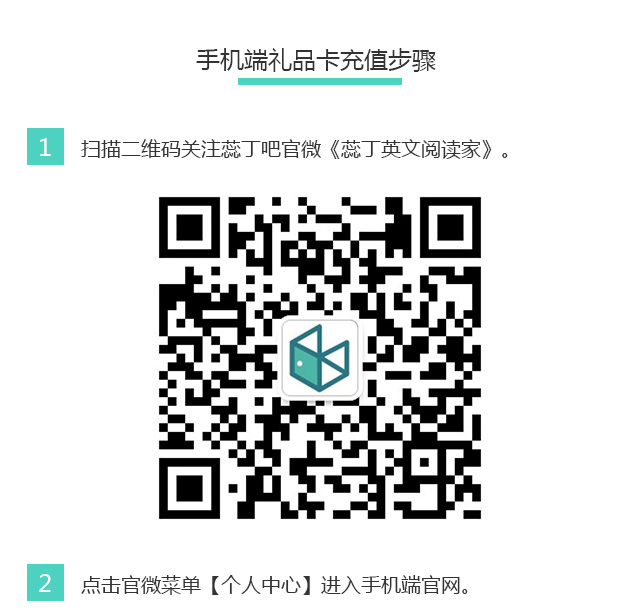 手机端礼品卡充值步骤
1 扫描二维码关注蕊丁吧官微《蕊丁英文阅读家》。
2 点击官微菜单【个人中心】进入手机端官网。